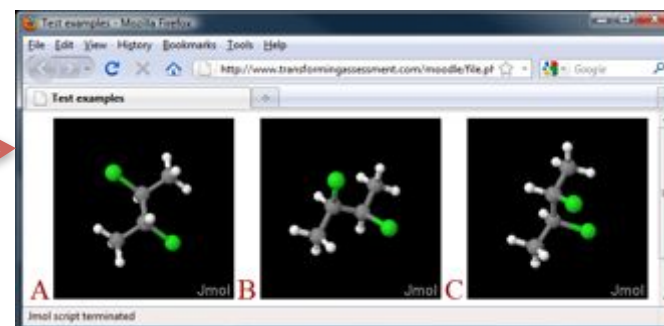 Test examples - Mozilla Firefox
File Edit View History Bookmarks Tools Help
http://www.transformingassessment.com/moodle/file.pl Google
Test examples
A Jmol B Jmol C Jmol
Jmol script terminated